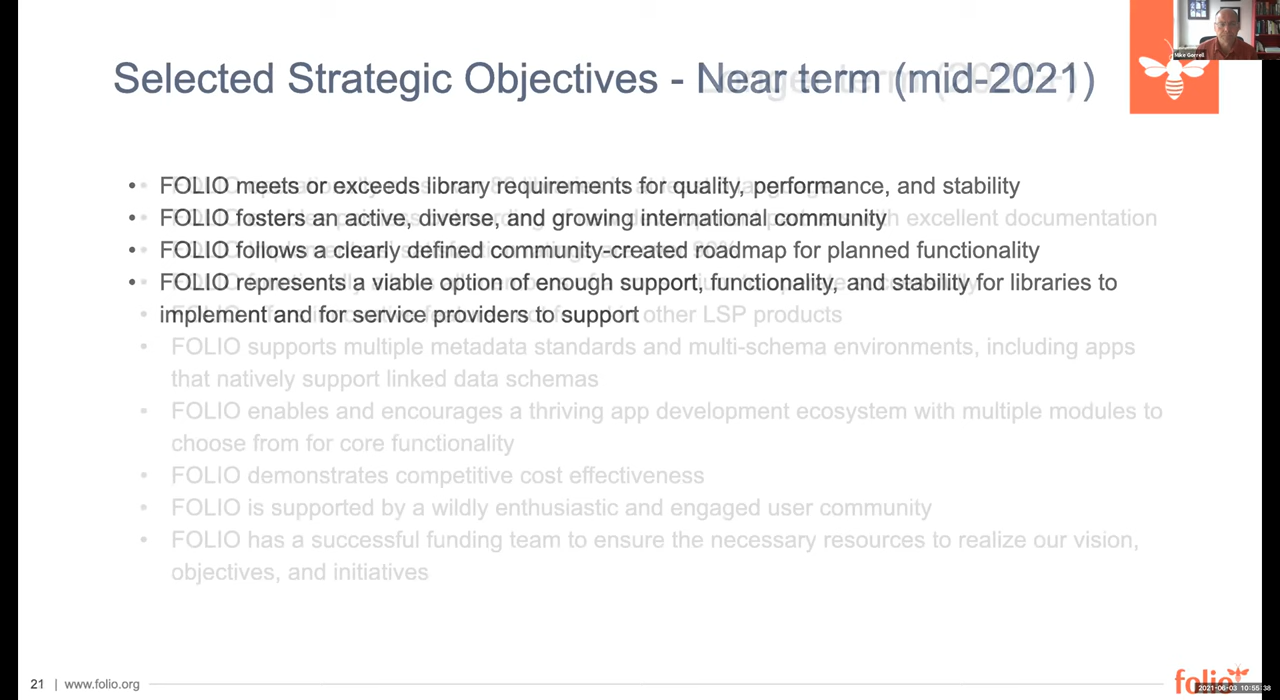 Mike Gorrell
Selected Strategic Objectives - Near term (mid-2021)
• FOLIO meets or exceeds library requirements for quality, performance, and stability
• FOLIO fosters an active, diverse, and growing international community
with excellent documentation
• FOLIO follows a clearly defined community-created roadmap for planned functionality
• FOLIO represents a viable option of enough support, functionality, and stability for libraries to
implement and for service providers to support
other LSP products
• FOLIO supports multiple metadata standards and multi-schema environments, including apps
that natively support linked data schemas
• FOLIO enables and encourages a thriving app development ecosystem with multiple modules to
choose from for core functionality
• FOLIO demonstrates competitive cost effectiveness
• FOLIO is supported by a wildly enthusiastic and engaged user community
• FOLIO has a successful funding team to ensure the necessary resources to realize our vision,
objectives, and initiatives
21 | www.folio.org
folio
2021-06-03 10:55:38